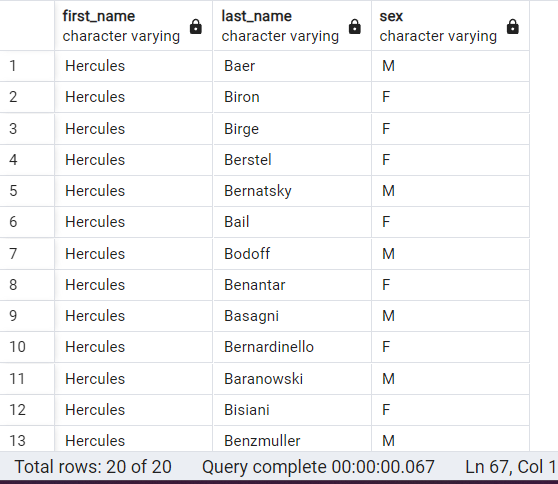 first_name last_name sex
character varying character varying character varying
1 Hercules Baer M
2 Hercules Biron F
3 Hercules Birge F
4 Hercules Berstel F
5 Hercules Bernatsky M
6 Hercules Bail F
7 Hercules Bodoff M
8 Hercules Benantar F
9 Hercules Basagni M
10 Hercules Bernardinello F
11 Hercules Baranowski M
12 Hercules Bisiani F
13 Hercules Benzmuller M
Total rows: 20 of 20 Query complete 00:00:00.067 Ln 67, Col 1